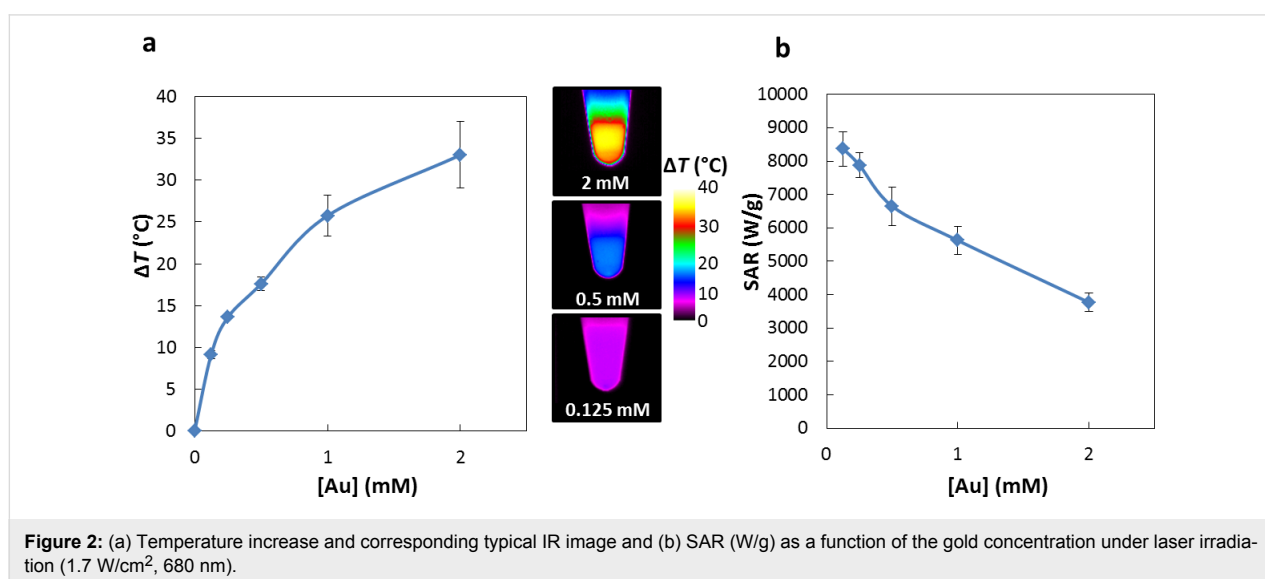 a
b
40
35
30
25
20
15
10
5
0
ΔT (°C)
0
1
2
[Au] (mM)
2 mM
0.5 mM
0.125 mM
ΔT (°C)
40
30
20
10
0
10000
9000
8000
7000
6000
5000
4000
3000
2000
1000
0
SAR (W/g)
0
1
2
[Au] (mM)
Figure 2: (a) Temperature increase and corresponding typical IR image and (b) SAR (W/g) as a function of the gold concentration under laser irradia-
tion (1.7 W/cm², 680 nm).